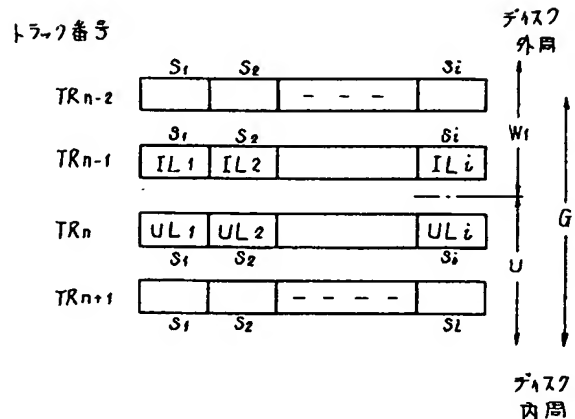 トラック番号
ディスク
外周
S1 S2 Si
TRn-2 - - - -
S1 S2 Si
TRn-1 IL1 IL2 ILi
W1
G
TRn UL1 UL2 ULi
S1 S2 Si
U
TRn+1 - - - -
S1 S2 Si
ディスク
内周